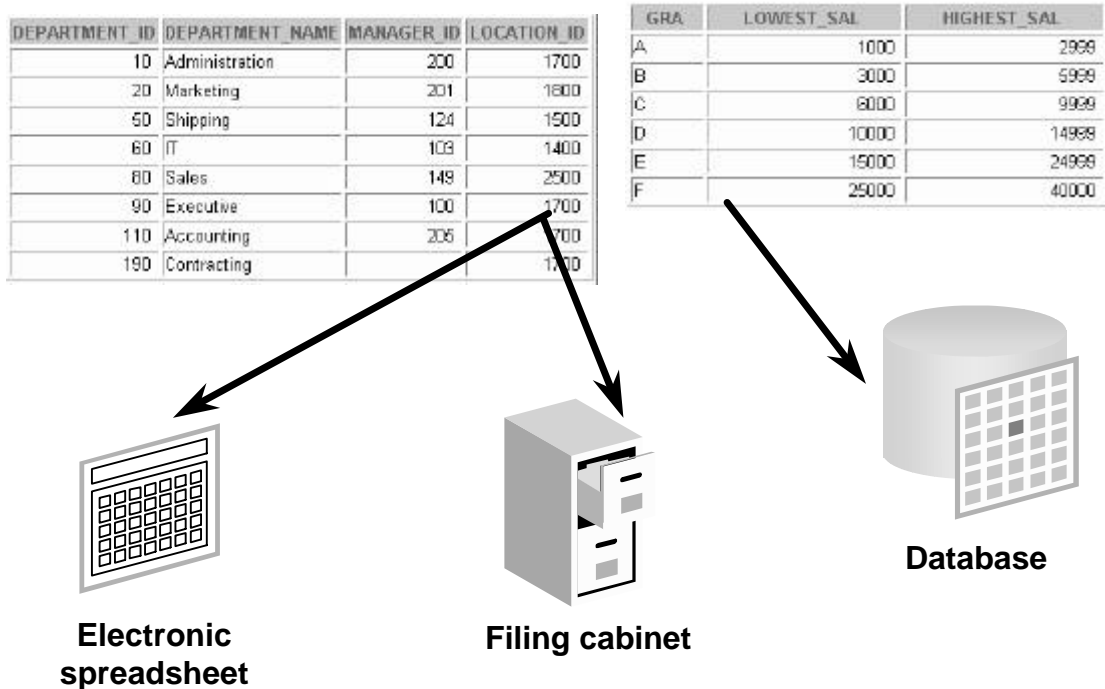 DEPARTMENT_ID DEPARTMENT_NAME MANAGER_ID LOCATION_ID
10 Administration 200 1700
20 Marketing 201 1800
50 Shipping 124 1500
60 IT 103 1400
80 Sales 149 2500
90 Executive 100 1700
110 Accounting 205 700
190 Contracting 1700
GRA LOWEST_SAL HIGHEST_SAL
A 1000 2999
B 3000 5999
C 6000 9999
D 10000 14999
E 15000 24999
F 25000 40000
Database
Electronic
spreadsheet
Filing cabinet